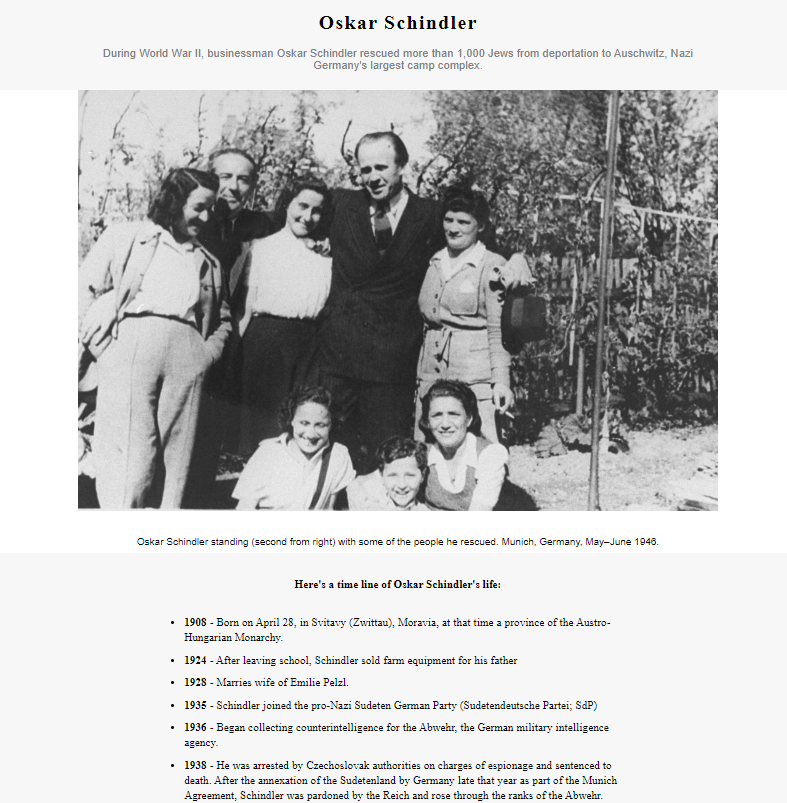 Oskar Schindler
During World War II, businessman Oskar Schindler rescued more than 1,000 Jews from deportation to Auschwitz, Nazi
Germany's largest camp complex.
Oskar Schindler standing (second from right) with some of the people he rescued. Munich, Germany, May–June 1946.
Here's a time line of Oskar Schindler's life:
• 1908 - Born on April 28, in Svitavy (Zwittau), Moravia, at that time a province of the Austro-
Hungarian Monarchy.
• 1924 - After leaving school, Schindler sold farm equipment for his father
• 1928 - Marries wife of Emilie Pelzl.
• 1935 - Schindler joined the pro-Nazi Sudeten German Party (Sudetendeutsche Partei; SdP)
• 1936 - Began collecting counterintelligence for the Abwehr, the German military intelligence
agency.
• 1938 - He was arrested by Czechoslovak authorities on charges of espionage and sentenced to
death. After the annexation of the Sudetenland by Germany late that year as part of the Munich
Agreement, Schindler was pardoned by the Reich and rose through the ranks of the Abwehr.